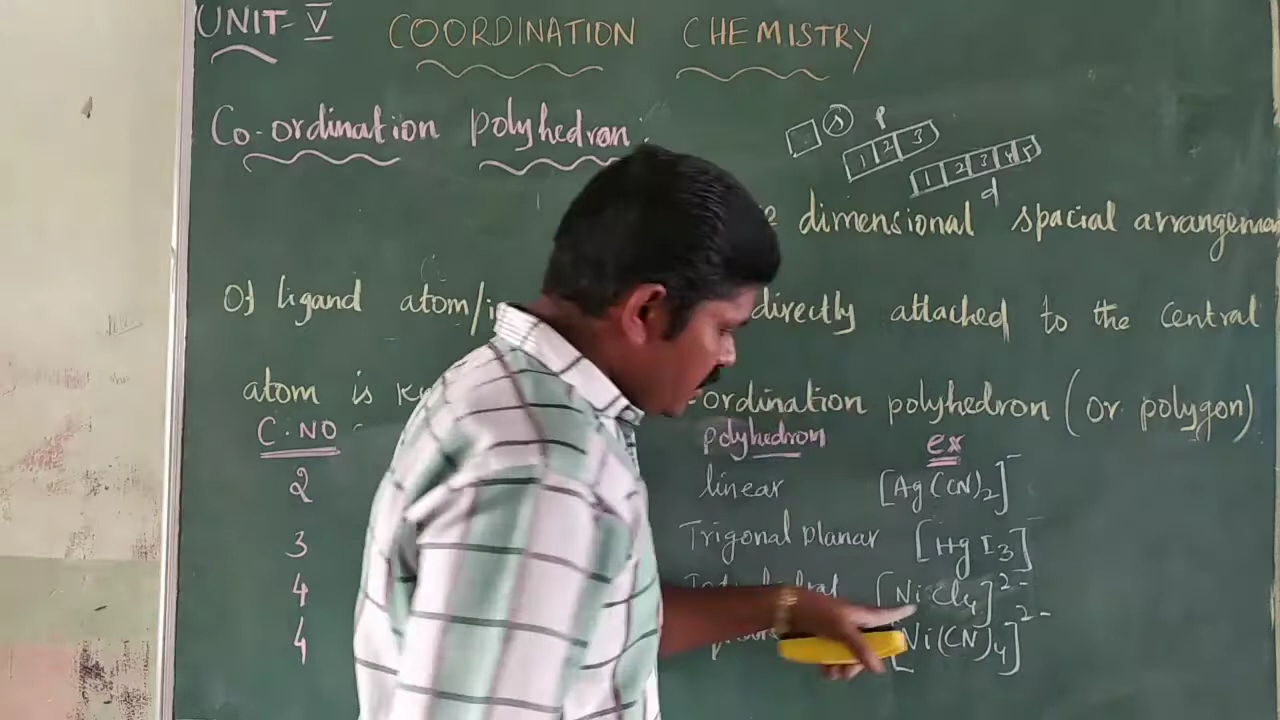 UNIT-V COORDINATION CHEMISTRY
Co-ordination polyhedron:
s p
1 2 3
1 2 3 4 5
d
dimensional spacial arrangemen
Of ligand atom/i directly attached to the central
atom is ordination polyhedron (or polygon)
C.NO polyhedron ex
2 linear [Ag(CN)2]-
3 Trigonal planar [HgI3]-
4 [NiCl4]2-
4 [Ni(CN)4]2-